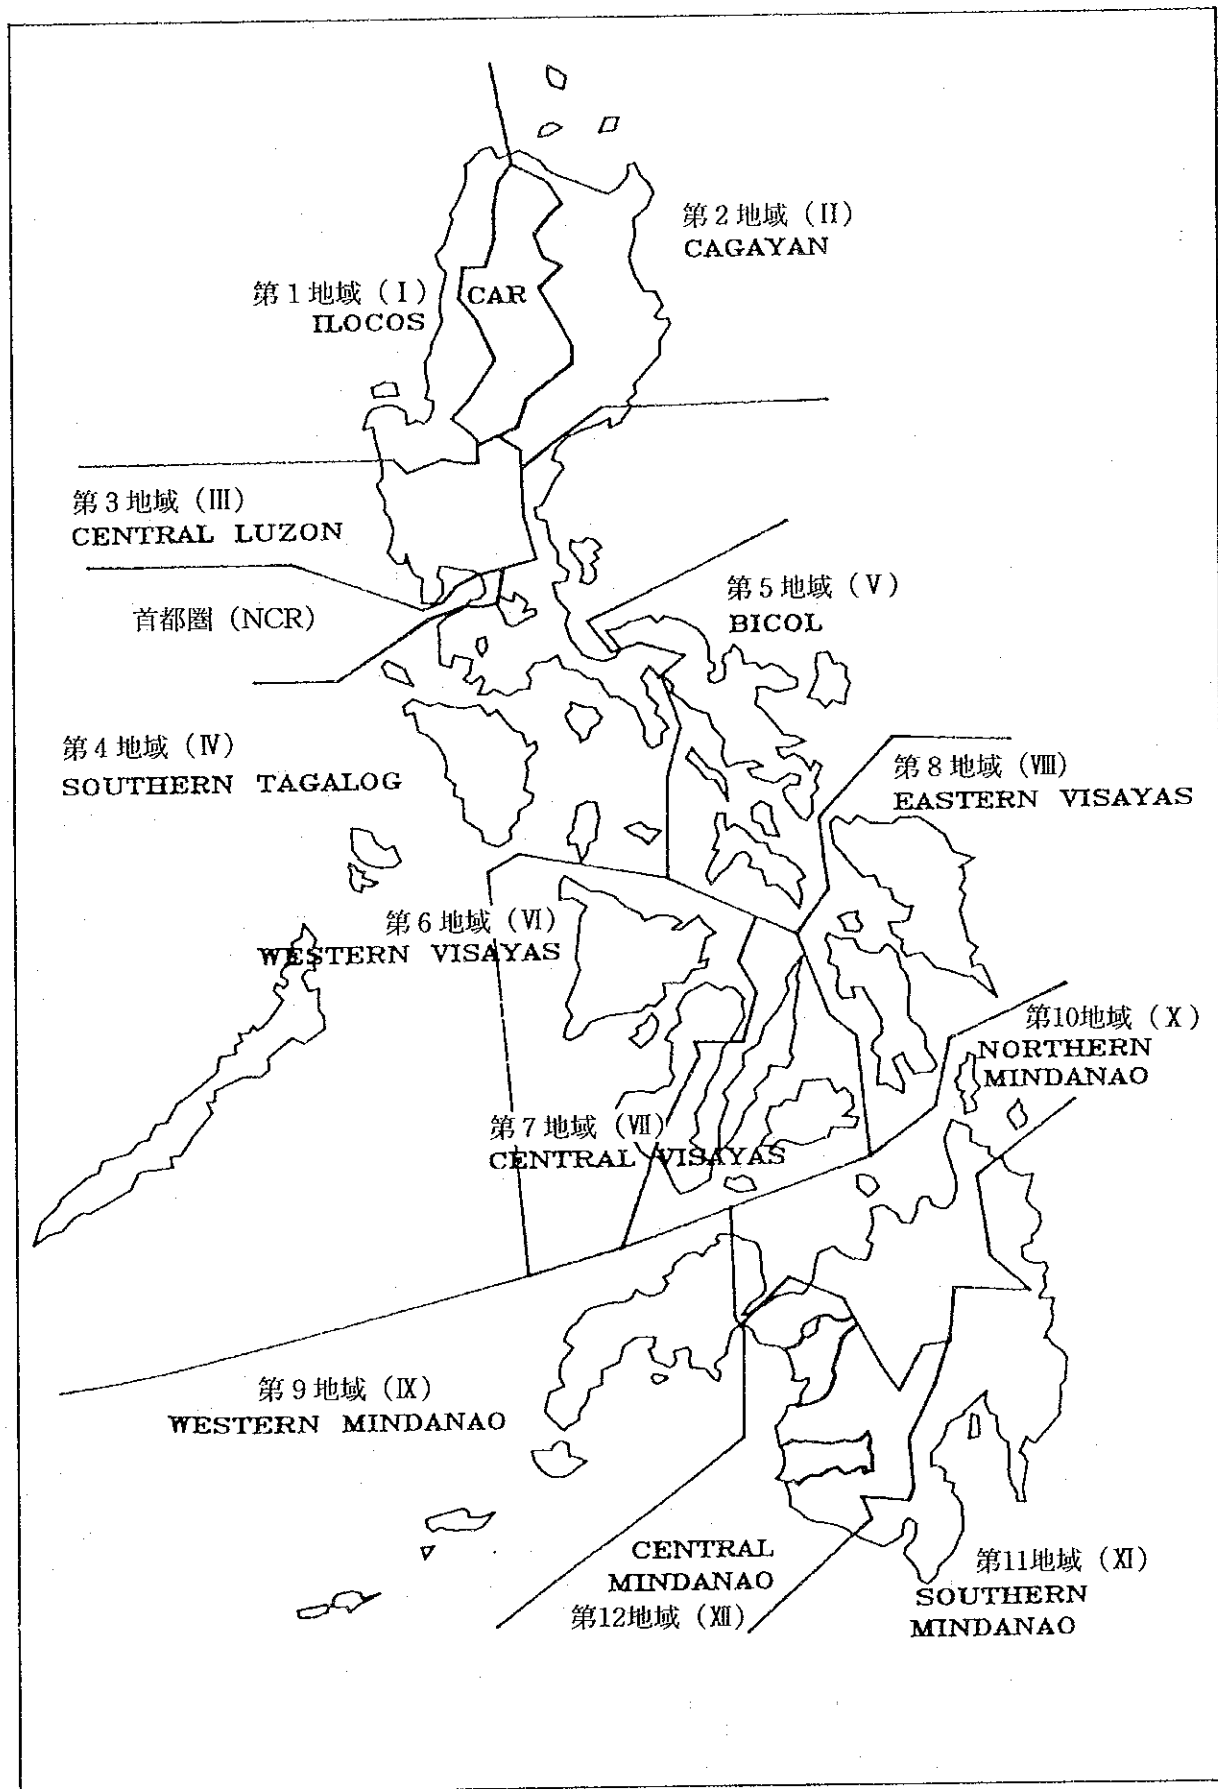 第2地域 (II)
CAGAYAN
第1地域 (I)
ILOCOS
CAR
第3地域 (III)
CENTRAL LUZON
首都圏 (NCR)
第5地域 (V)
BICOL
第4地域 (IV)
SOUTHERN TAGALOG
第8地域 (VIII)
EASTERN VISAYAS
第6地域 (VI)
WESTERN VISAYAS
第10地域 (X)
NORTHERN
MINDANAO
第7地域 (VII)
CENTRAL VISAYAS
第9地域 (IX)
WESTERN MINDANAO
CENTRAL
MINDANAO
第12地域 (XII)
第11地域 (XI)
SOUTHERN
MINDANAO